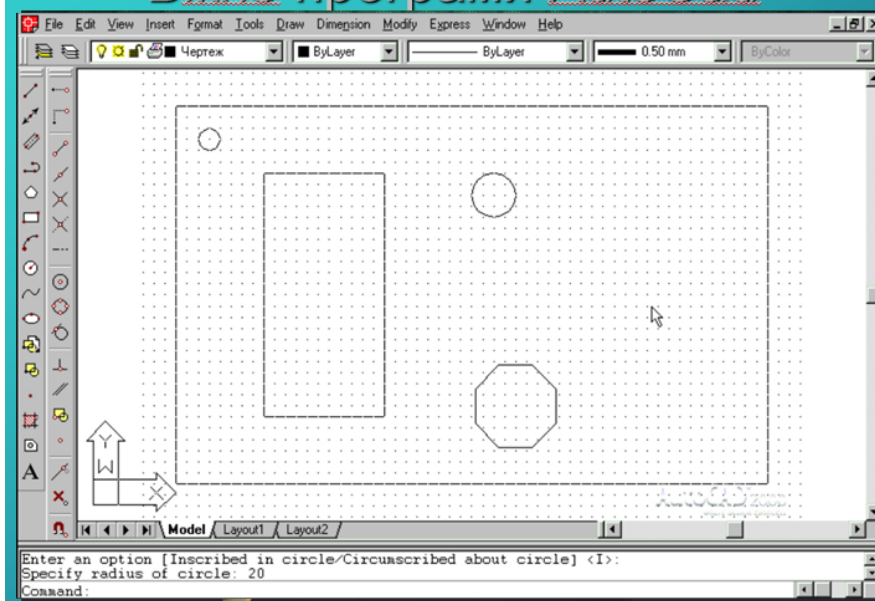 File Edit View Insert Format Tools Draw Dimension Modify Express Window Help
Чертеж ByLayer ByLayer 0.50 mm ByColor
A
Y
W
X
Model Layout1 Layout2
Enter an option [Inscribed in circle/Circumscribed about circle] <I>:
Specify radius of circle: 20
Command: